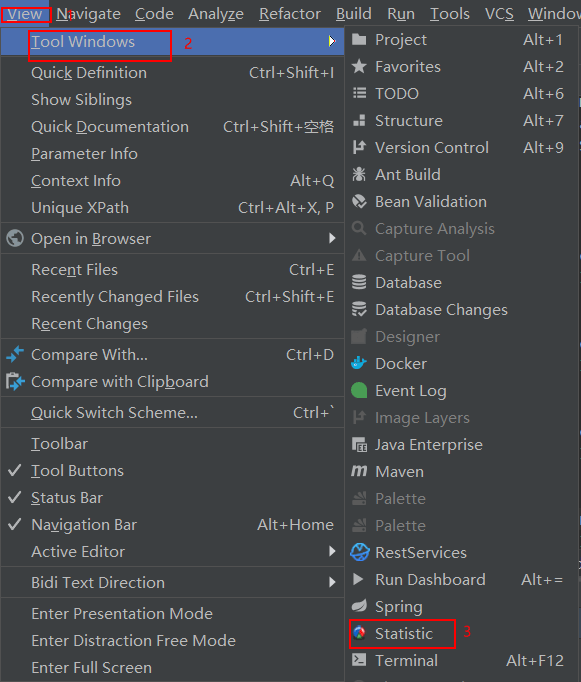 View 1 Navigate Code Analyze Refactor Build Run Tools VCS Window
Tool Windows 2
Quick Definition Ctrl+Shift+I
Show Siblings
Quick Documentation Ctrl+Shift+空格
Parameter Info
Context Info Alt+Q
Unique XPath Ctrl+Alt+X, P
Open in Browser
Recent Files Ctrl+E
Recently Changed Files Ctrl+Shift+E
Recent Changes
Compare With... Ctrl+D
Compare with Clipboard
Quick Switch Scheme... Ctrl+`
Toolbar
Tool Buttons
Status Bar
Navigation Bar Alt+Home
Active Editor
Bidi Text Direction
Enter Presentation Mode
Enter Distraction Free Mode
Enter Full Screen
Project Alt+1
Favorites Alt+2
TODO Alt+6
Structure Alt+7
Version Control Alt+9
Ant Build
Bean Validation
Capture Analysis
Capture Tool
Database
Database Changes
Designer
Docker
Event Log
Image Layers
Java Enterprise
Maven
Palette
Palette
RestServices
Run Dashboard Alt+=
Spring
Statistic 3
Terminal Alt+F12